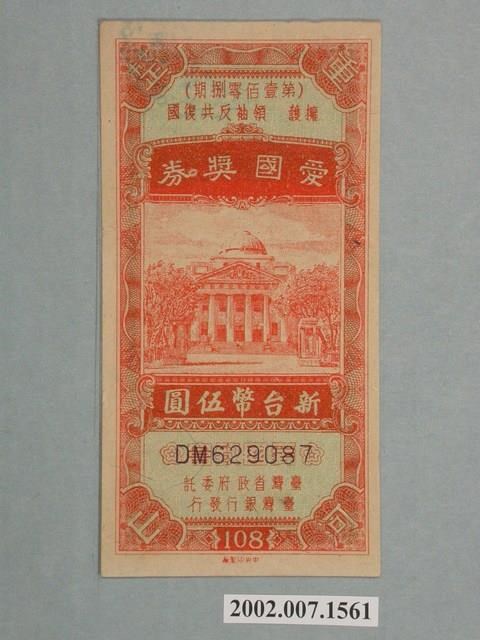 (第壹佰零捌期)
擁護 領袖反共復國
愛國獎券
新台幣伍圓
DM629087
臺灣省政府委託
臺灣銀行發行
108
2002.007.1561